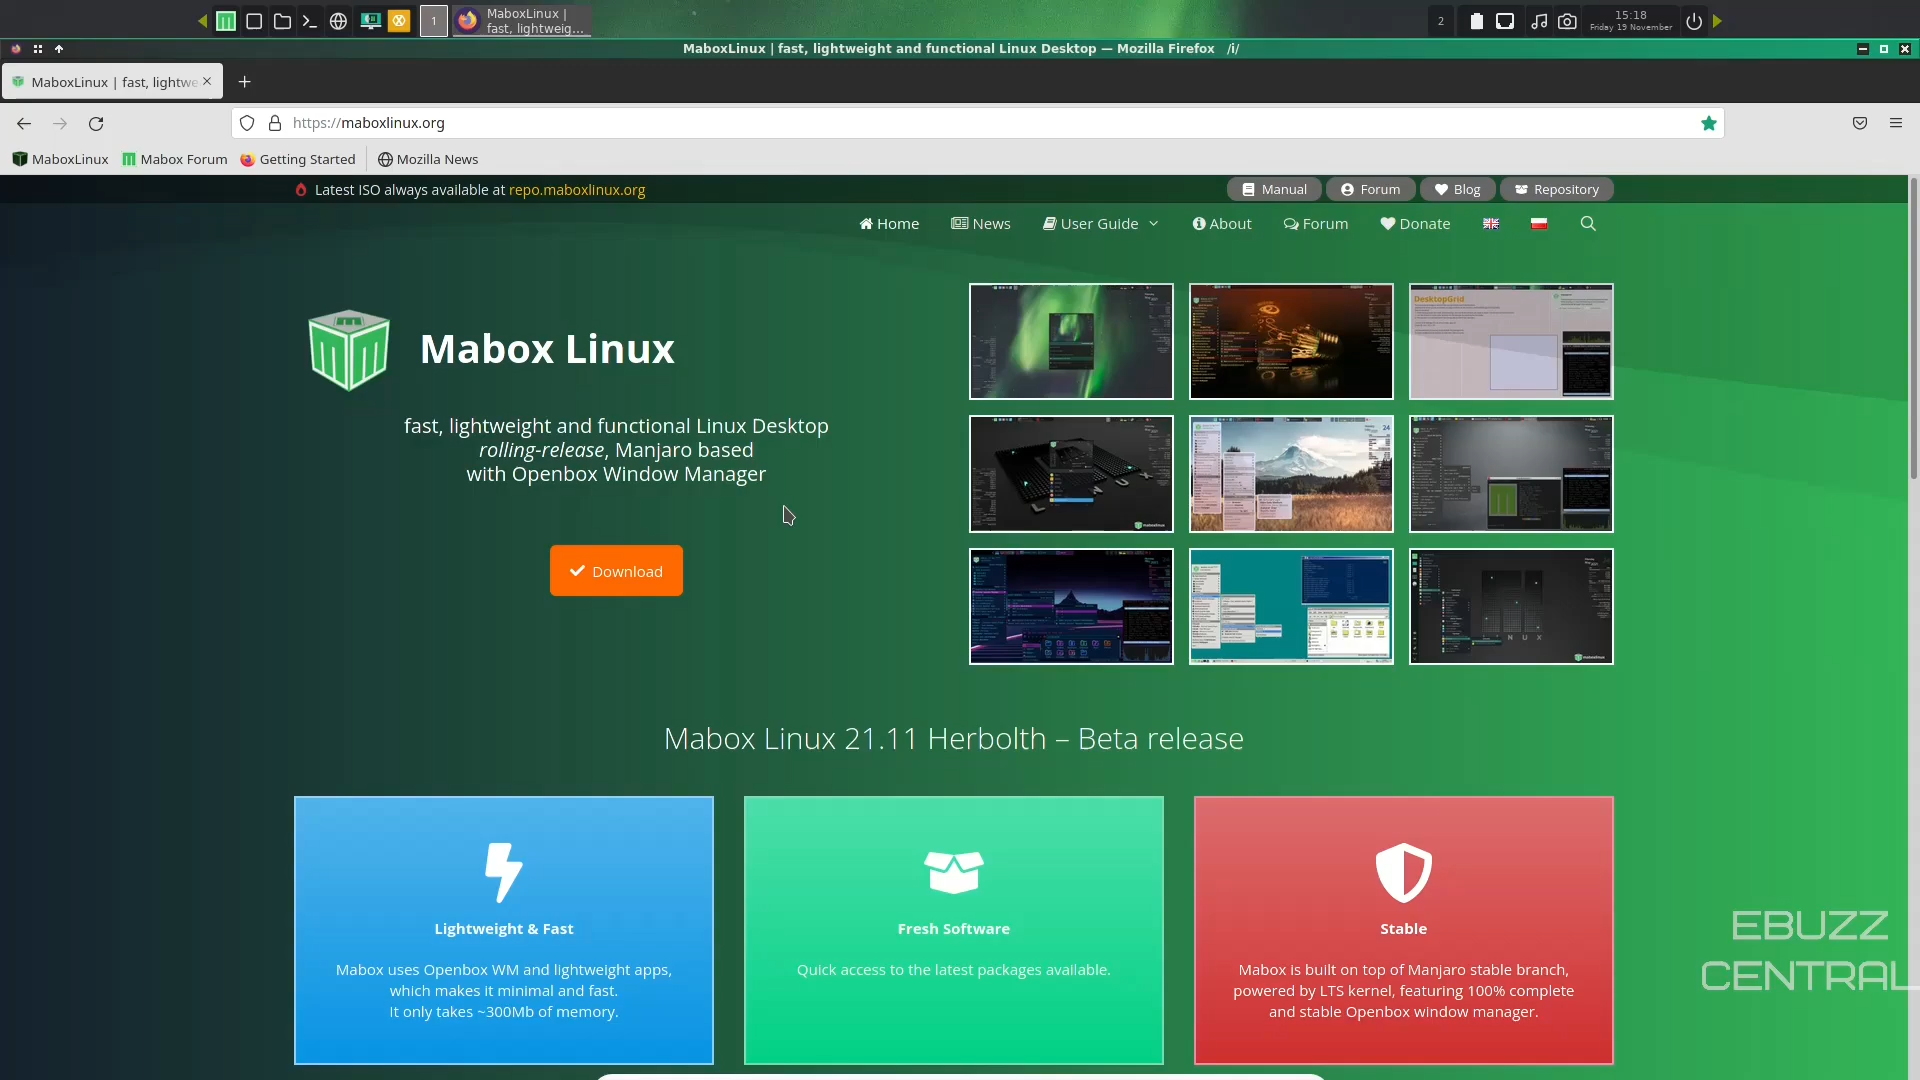 1
MaboxLinux |
fast, lightweig...
2
15:18
Friday 19 November
MaboxLinux | fast, lightweight and functional Linux Desktop — Mozilla Firefox /i/
MaboxLinux | fast, lightwe
https://maboxlinux.org
MaboxLinux
Mabox Forum
Getting Started
Mozilla News
Latest ISO always available at repo.maboxlinux.org
Manual
Forum
Blog
Repository
Home
News
User Guide
About
Forum
Donate
Mabox Linux
fast, lightweight and functional Linux Desktop
rolling-release, Manjaro based
with Openbox Window Manager
Download
DesktopGrid
Mabox Linux 21.11 Herbolth – Beta release
Lightweight & Fast
Mabox uses Openbox WM and lightweight apps,
which makes it minimal and fast.
It only takes ~300Mb of memory.
Fresh Software
Quick access to the latest packages available.
Stable
Mabox is built on top of Manjaro stable branch,
powered by LTS kernel, featuring 100% complete
and stable Openbox window manager.
EBUZZ
CENTRAL